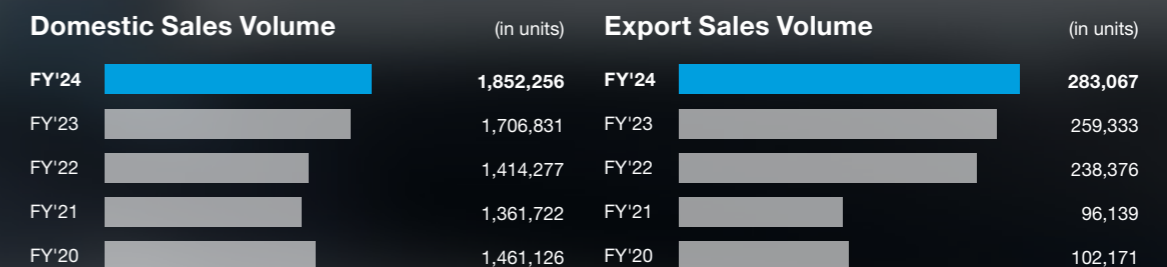 Domestic Sales Volume (in units)
FY'24 1,852,256
FY'23 1,706,831
FY'22 1,414,277
FY'21 1,361,722
FY'20 1,461,126
Export Sales Volume (in units)
FY'24 283,067
FY'23 259,333
FY'22 238,376
FY'21 96,139
FY'20 102,171